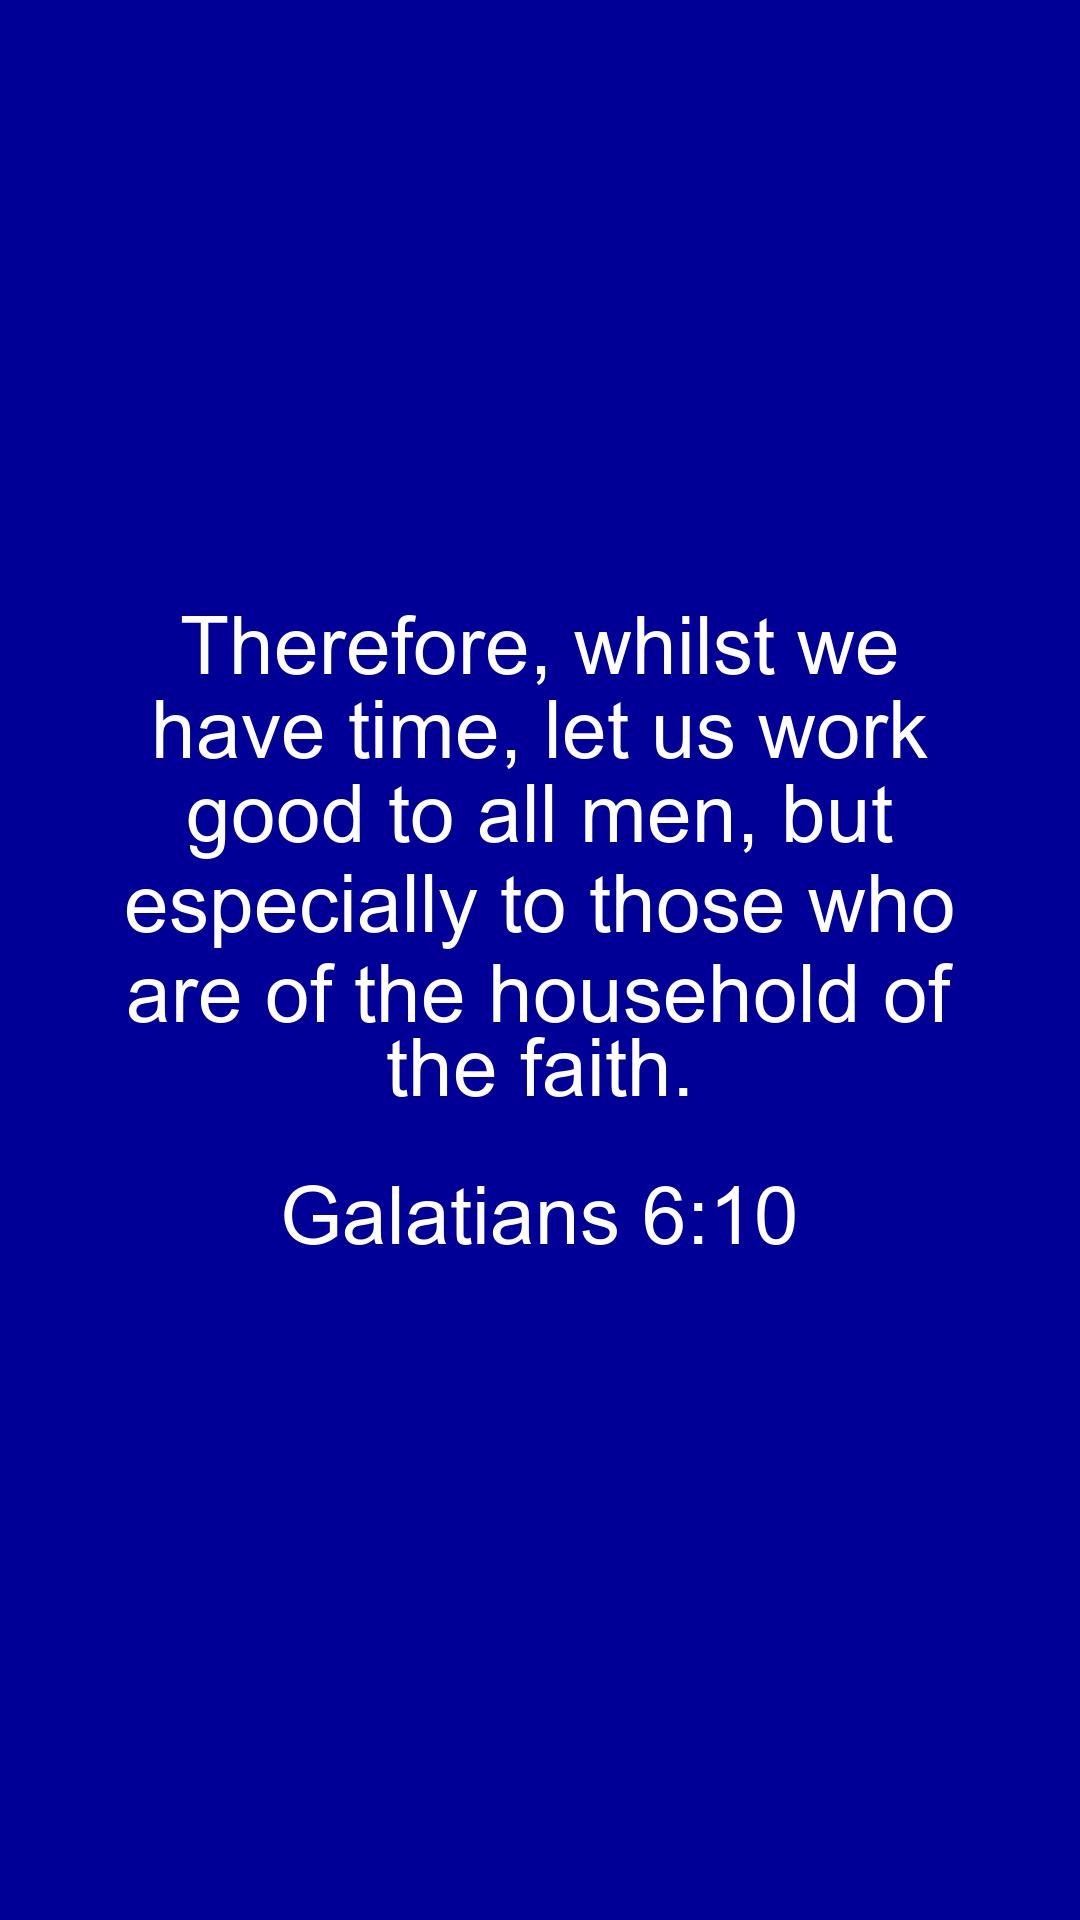 Therefore, whilst we
have time, let us work
good to all men, but
especially to those who
are of the household of
the faith.
Galatians 6:10